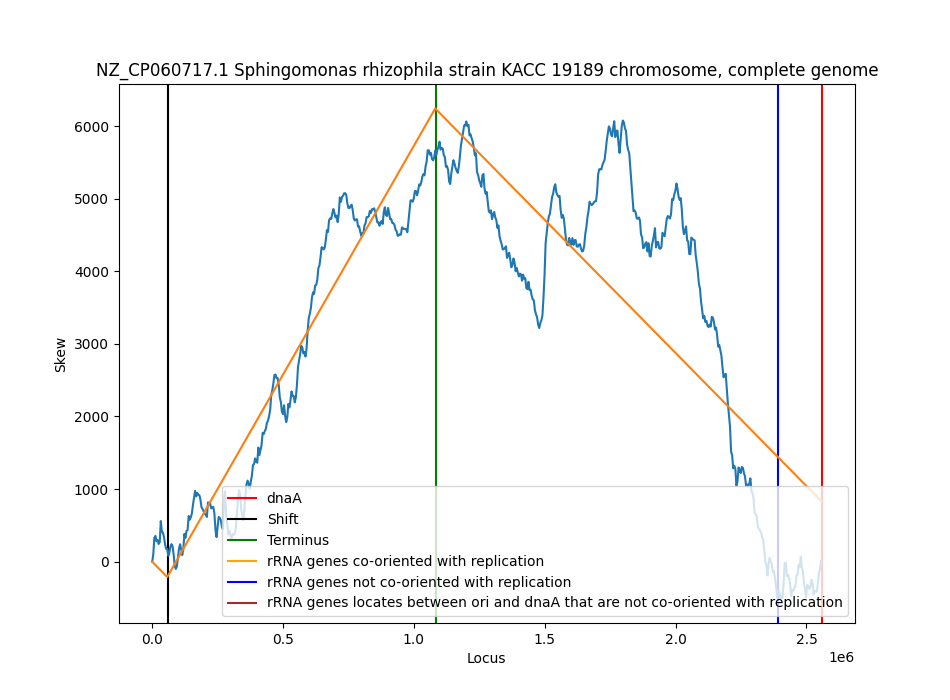 NZ_CP060717.1 Sphingomonas rhizophila strain KACC 19189 chromosome, complete genome
6000
5000
4000
3000
2000
1000
0
Skew
dnaA
Shift
Terminus
rRNA genes co-oriented with replication
rRNA genes not co-oriented with replication
rRNA genes locates between ori and dnaA that are not co-oriented with replication
0.0 0.5 1.0 1.5 2.0 2.5
1e6
Locus